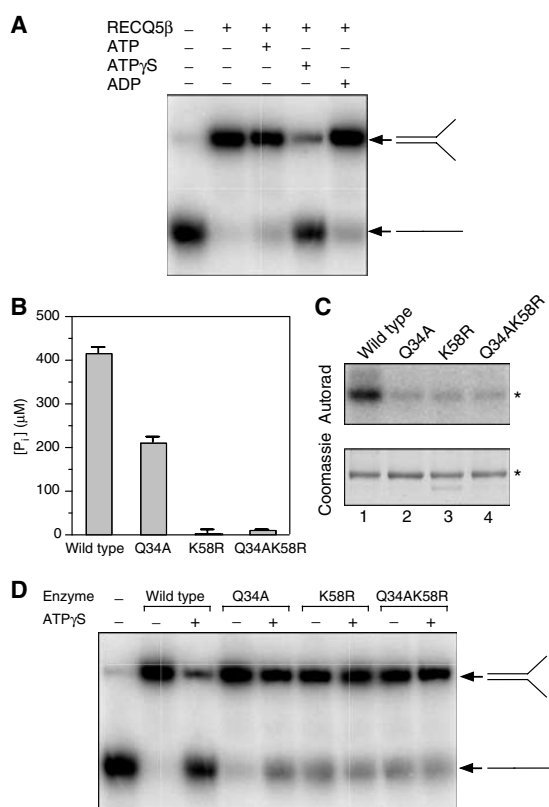 A
RECQ5β – + + + +
ATP – – + – –
ATPγS – – – + –
ADP – – – – +
B
500
400
300
200
100
0
[Pi] (μM)
Wild type Q34A K58R Q34AK58R
C
Wild type Q34A K58R Q34AK58R
Autorad *
Coomassie *
1 2 3 4
D
Enzyme – Wild type Q34A K58R Q34AK58R
ATPγS – – + – + – + – +